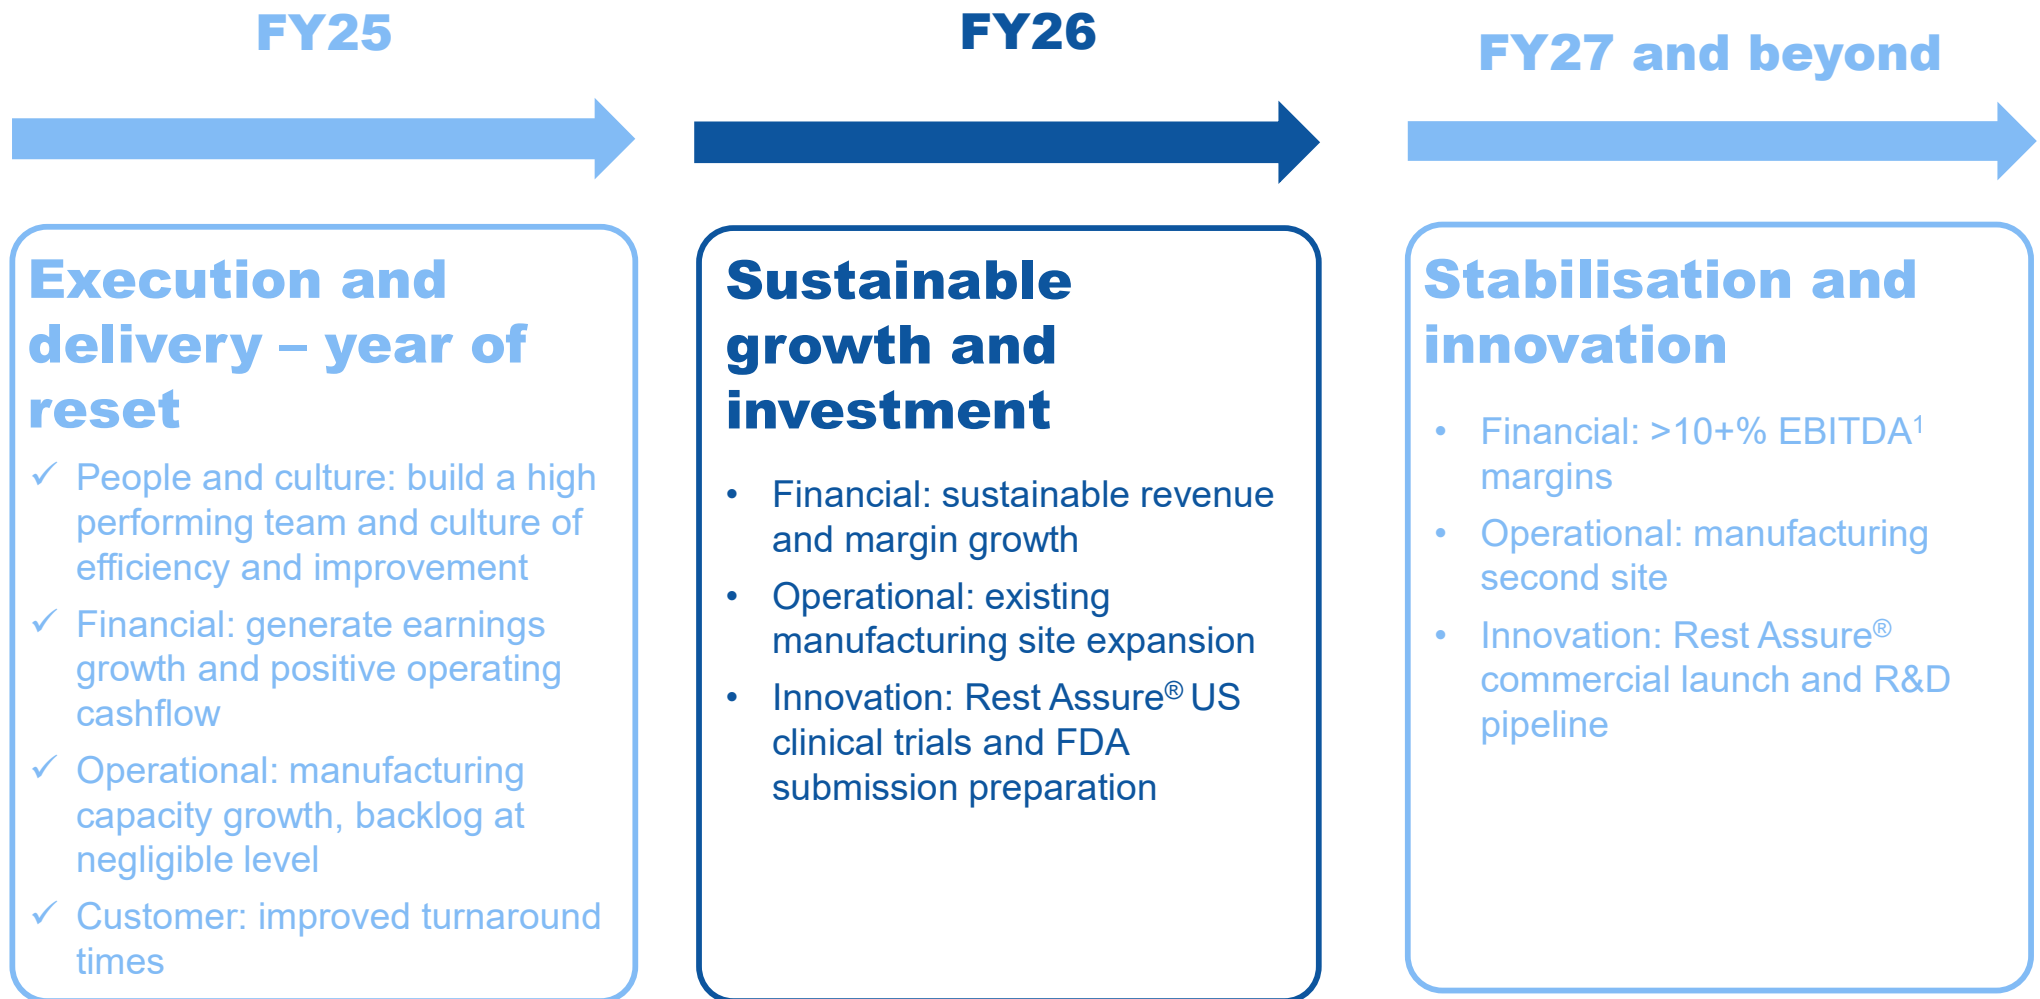 FY25
Execution and
delivery – year of
reset
✓ People and culture: build a high
performing team and culture of
efficiency and improvement
✓ Financial: generate earnings
growth and positive operating
cashflow
✓ Operational: manufacturing
capacity growth, backlog at
negligible level
✓ Customer: improved turnaround
times
FY26
Sustainable
growth and
investment
• Financial: sustainable revenue
and margin growth
• Operational: existing
manufacturing site expansion
• Innovation: Rest Assure® US
clinical trials and FDA
submission preparation
FY27 and beyond
Stabilisation and
innovation
• Financial: >10+% EBITDA¹
margins
• Operational: manufacturing
second site
• Innovation: Rest Assure®
commercial launch and R&D
pipeline